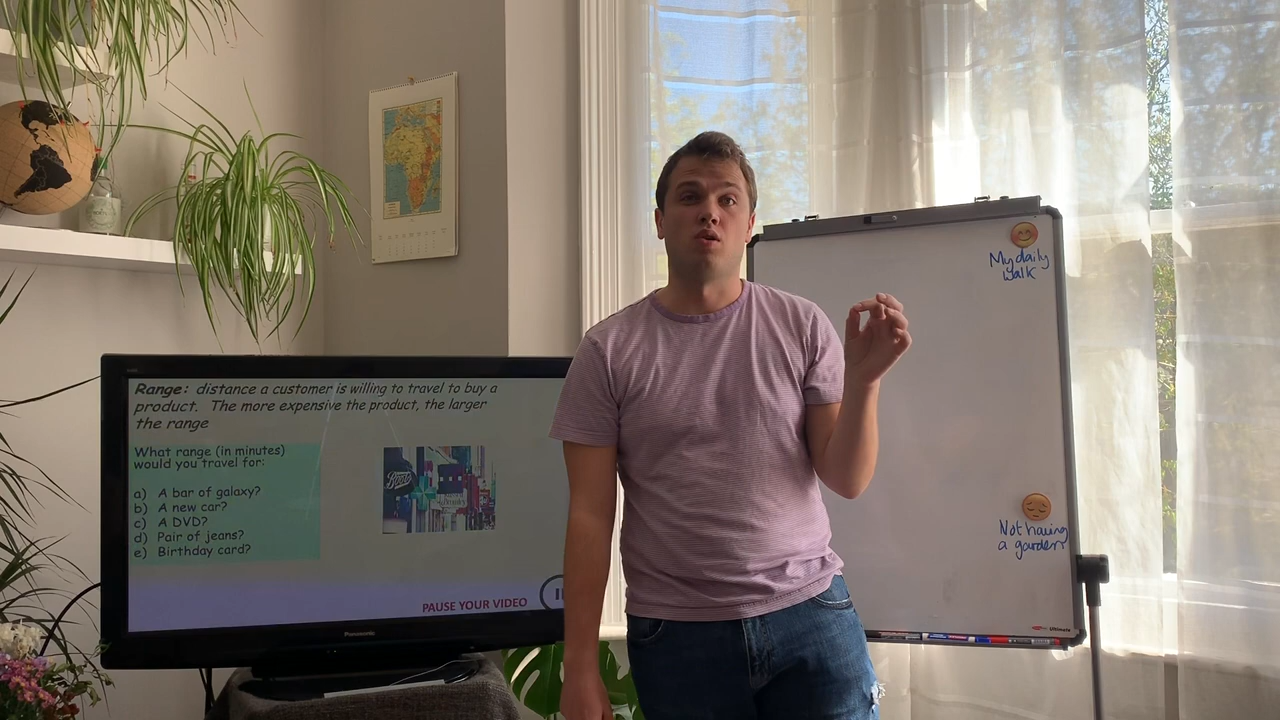 Range: distance a customer is willing to travel to buy a
product. The more expensive the product, the larger
the range
What range (in minutes)
would you travel for:
a) A bar of galaxy?
b) A new car?
c) A DVD?
d) Pair of jeans?
e) Birthday card?
Boots
PAUSE YOUR VIDEO
Panasonic
My daily
walk
Not having
a garden
Ultimate